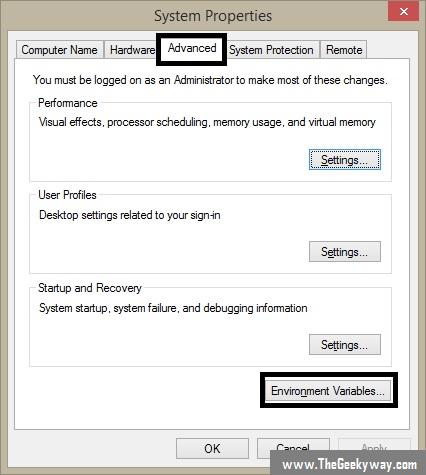 System Properties
Computer Name Hardware Advanced System Protection Remote
You must be logged on as an Administrator to make most of these changes.
Performance
Visual effects, processor scheduling, memory usage, and virtual memory
Settings...
User Profiles
Desktop settings related to your sign-in
Settings...
Startup and Recovery
System startup, system failure, and debugging information
Settings...
Environment Variables...
OK Cancel Apply
www.TheGeekyway.com